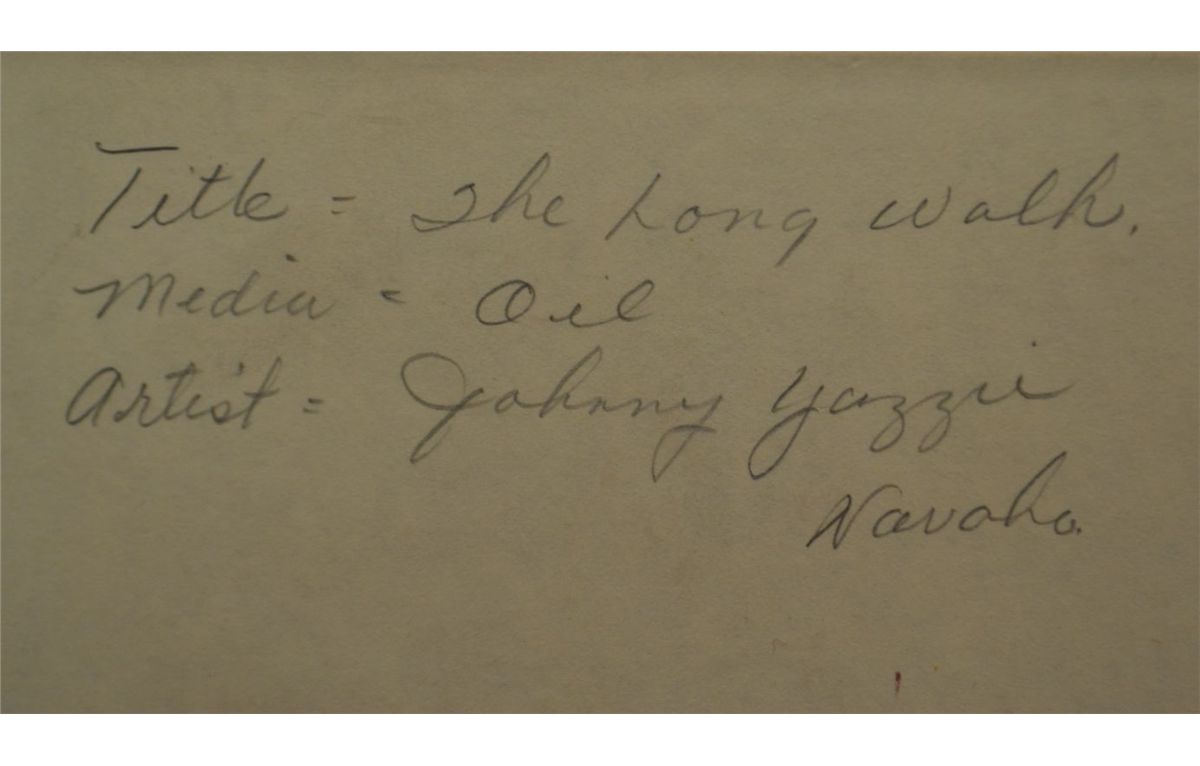 Title = The Long Walk.
Media = Oil
Artist = Johnny Yazzie
Navaho.